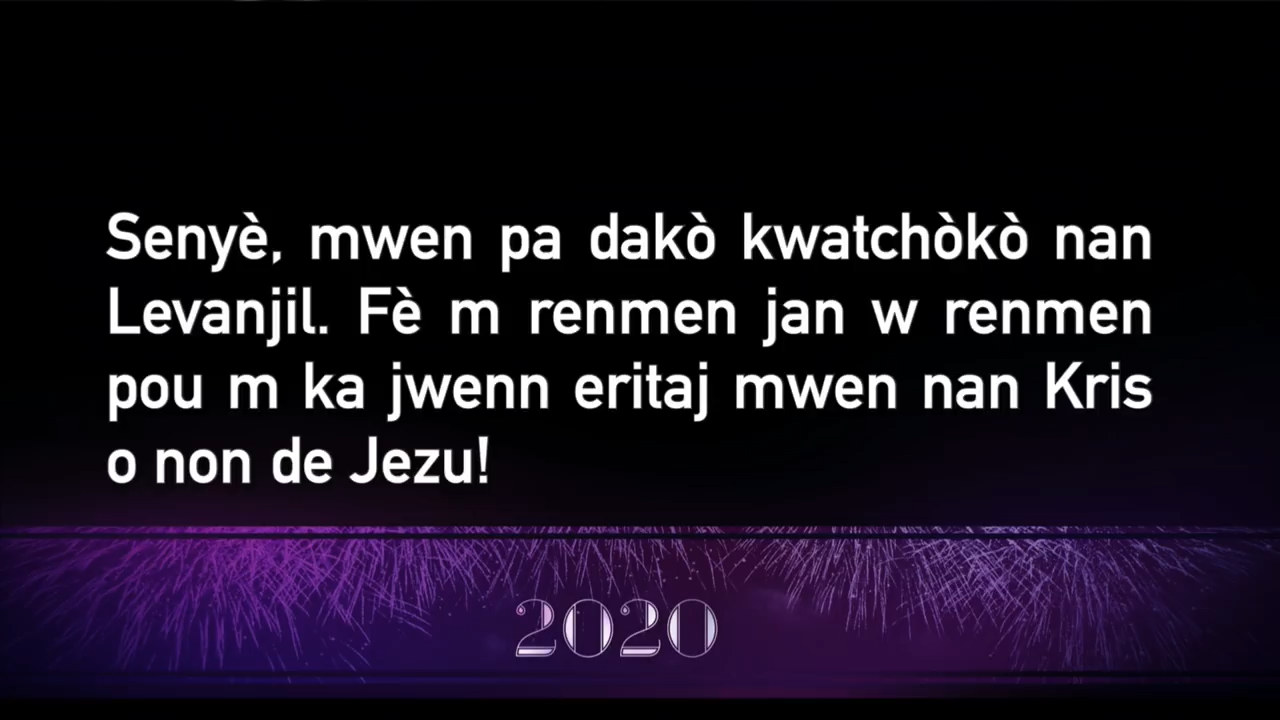 Senyè, mwen pa dakò kwatchòkò nan
Levanjil. Fè m renmen jan w renmen
pou m ka jwenn eritaj mwen nan Kris
o non de Jezu!
2020